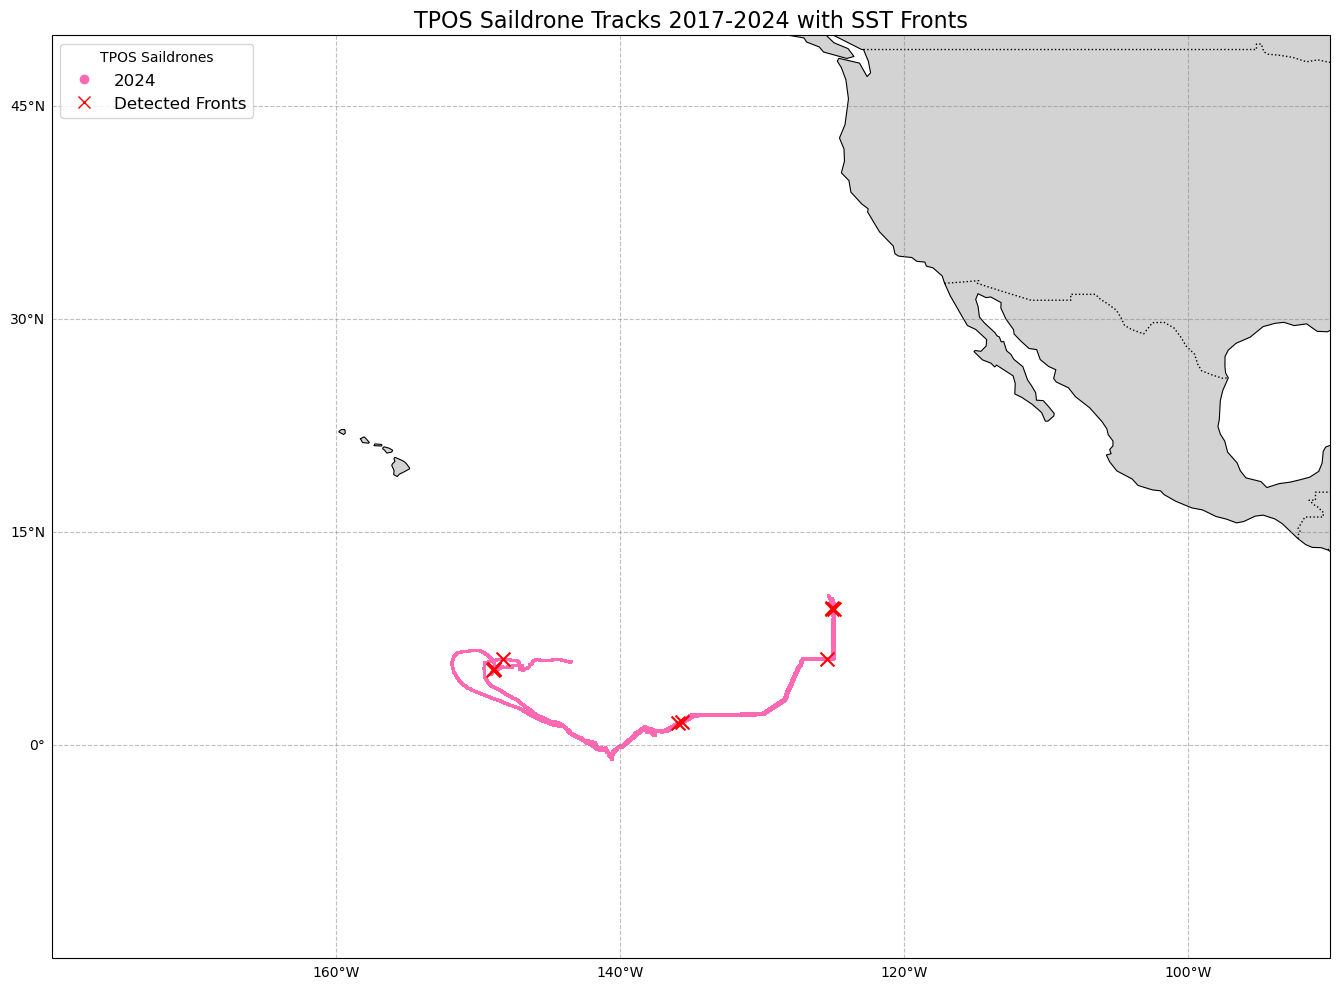 TPOS Saildrone Tracks 2017-2024 with SST Fronts
TPOS Saildrones
2024
Detected Fronts
45°N
30°N
15°N
0°
160°W 140°W 120°W 100°W